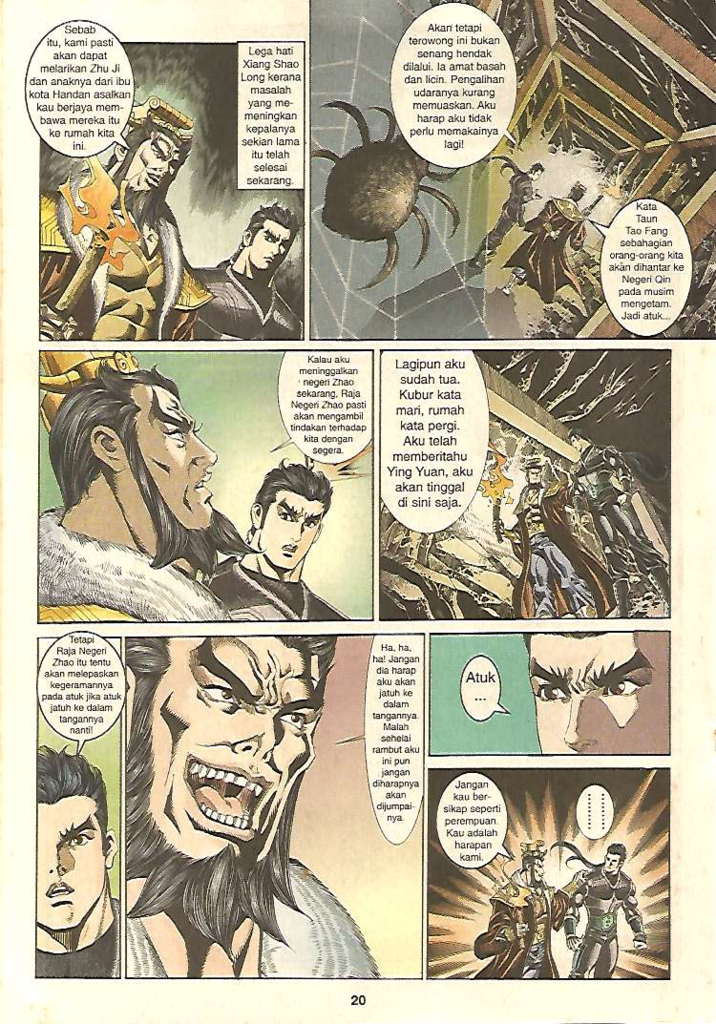 Sebab
itu, kami pasti
akan dapat
melarikan Zhu Ji
dan anaknya dari ibu
kota Handan asalkan
kau berjaya mem-
bawa mereka itu
ke rumah kita
ini.
Lega hati
Xiang Shao
Long kerana
masalah
yang me-
meningkan
kepalanya
sekian lama
itu telah
selesai
sekarang.
Akan tetapi
terowong ini bukan
senang hendak
dilalui. Ia amat basah
dan licin. Pengalihan
udaranya kurang
memuaskan. Aku
harap aku tidak
perlu memakainya
lagi!
Kata
Taun
Tao Fang
sebahagian
orang-orang kita
akan dihantar ke
Negeri Qin
pada musim
mengetam.
Jadi atuk...
Kalau aku
meninggalkan
negeri Zhao
sekarang, Raja
Negeri Zhao pasti
akan mengambil
tindakan terhadap
kita dengan
segera.
Lagipun aku
sudah tua.
Kubur kata
mari, rumah
kata pergi.
Aku telah
memberitahu
Ying Yuan, aku
akan tinggal
di sini saja.
Tetapi
Raja Negeri
Zhao itu tentu
akan melepaskan
kegeramannya
pada atuk jika atuk
jatuh ke dalam
tangannya
nanti!
Ha, ha,
ha! Jangan
dia harap
aku akan
jatuh ke
dalam
tangannya.
Malah
sehelai
rambut aku
ini pun
jangan
diharapnya
akan
dijumpai-
nya.
Atuk
...
Jangan
kau ber-
sikap seperti
perempuan.
Kau adalah
harapan
kami.
20